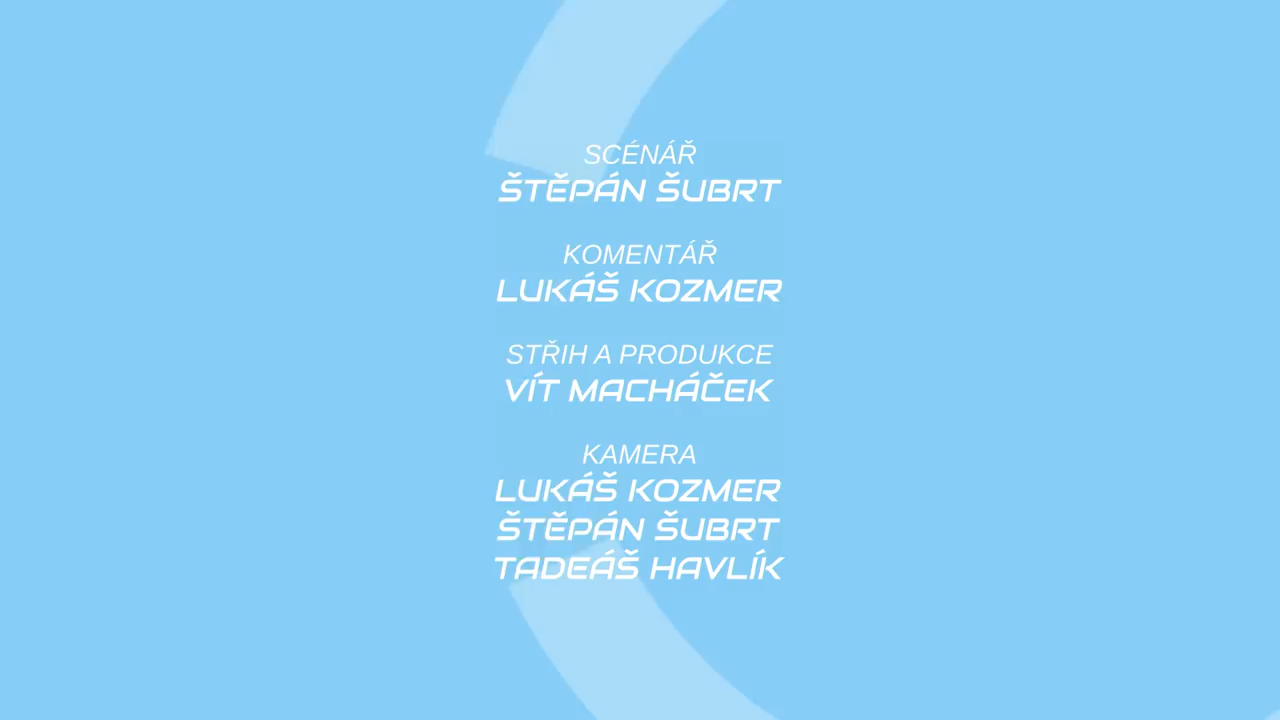 SCÉNÁŘ
ŠTĚPÁN ŠUBRT
KOMENTÁŘ
LUKÁŠ KOZMER
STŘIH A PRODUKCE
VÍT MACHÁČEK
KAMERA
LUKÁŠ KOZMER
ŠTĚPÁN ŠUBRT
TADEÁŠ HAVLÍK